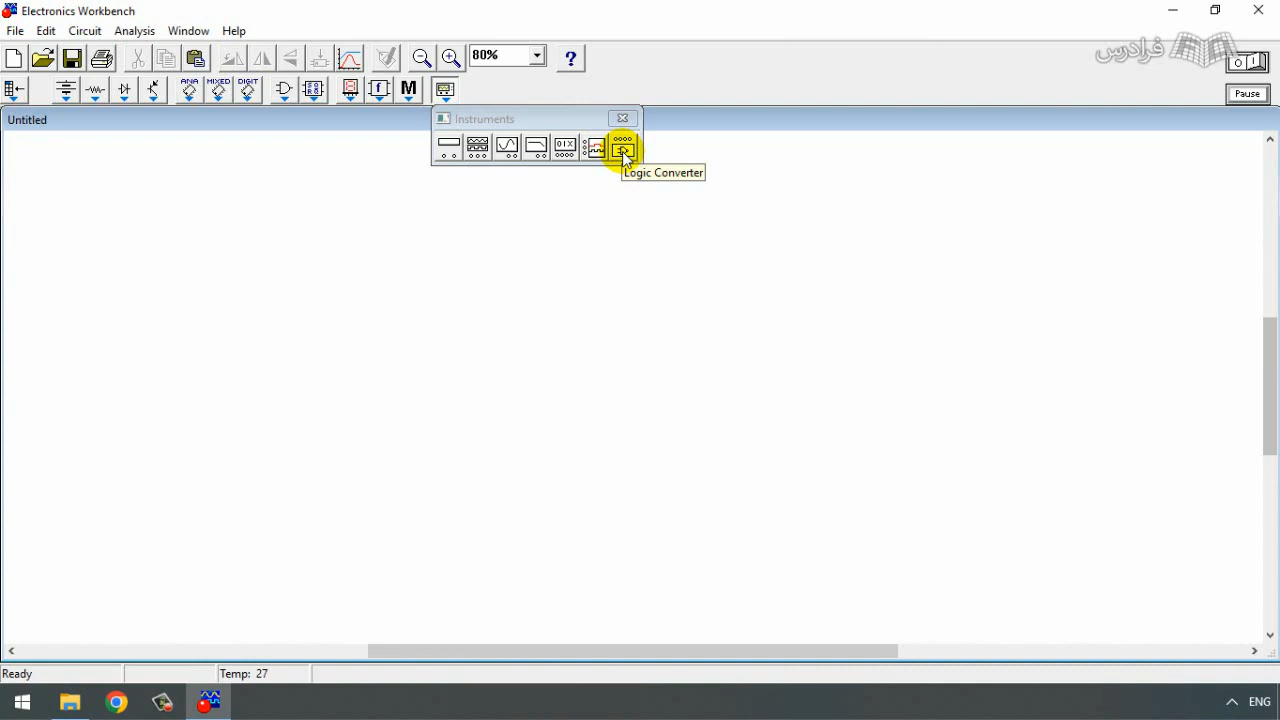 Electronics Workbench
File Edit Circuit Analysis Window Help
فرادرس
80%
?
ANA MIXED DIGIT
f M
Pause
Untitled
Instruments
Logic Converter
Ready
Temp: 27
ENG